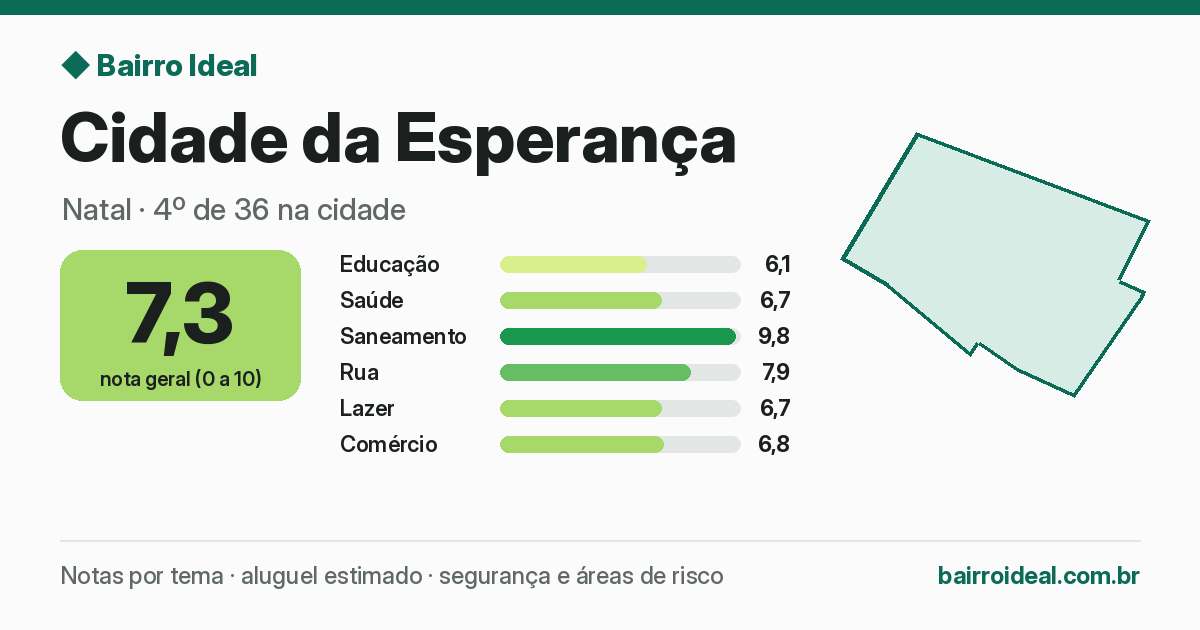 Bairro Ideal
Cidade da Esperança
Natal · 4º de 36 na cidade
7,3
nota geral (0 a 10)
Educação 6,1
Saúde 6,7
Saneamento 9,8
Rua 7,9
Lazer 6,7
Comércio 6,8
Notas por tema · aluguel estimado · segurança e áreas de risco
bairroideal.com.br